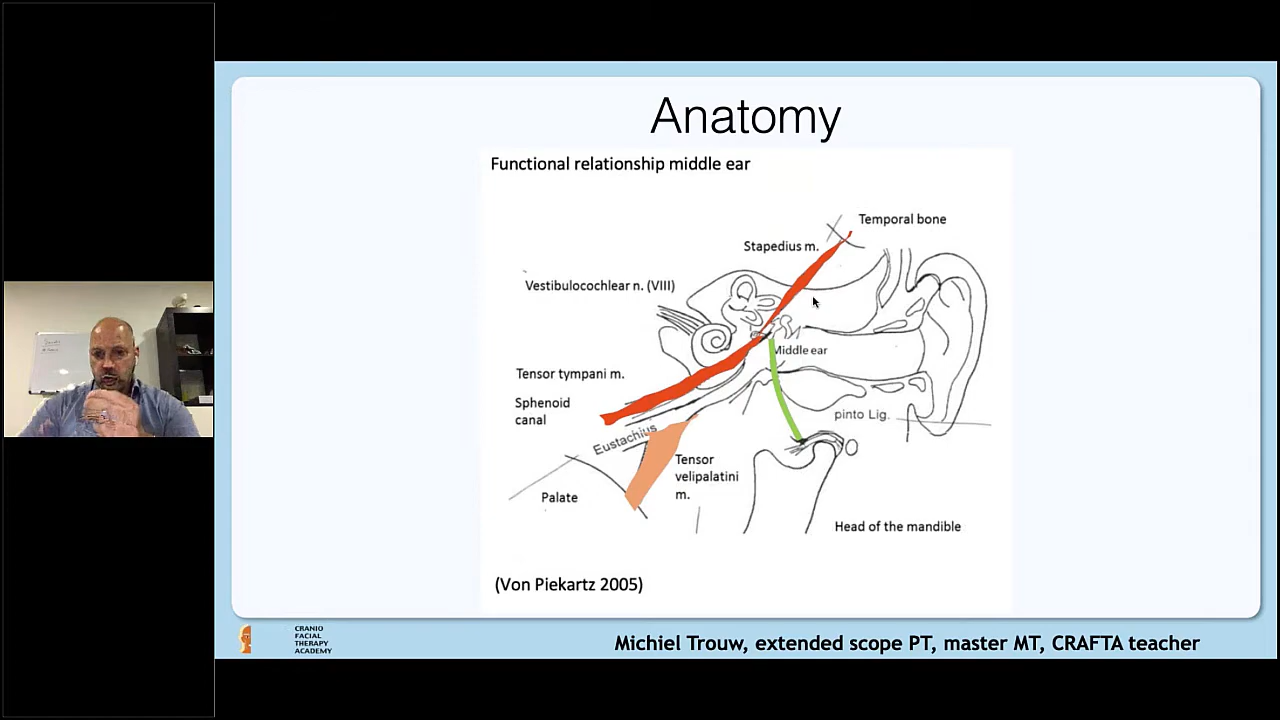 Anatomy
Functional relationship middle ear
Temporal bone
Stapedius m.
Vestibulocochlear n. (VIII)
Middle ear
Tensor tympani m.
Sphenoid
canal
pinto Lig.
Eustachius
Tensor
velipalatini
m.
Palate
Head of the mandible
(Von Piekartz 2005)
CRANIO
FACIAL
THERAPY
ACADEMY
Michiel Trouw, extended scope PT, master MT, CRAFTA teacher